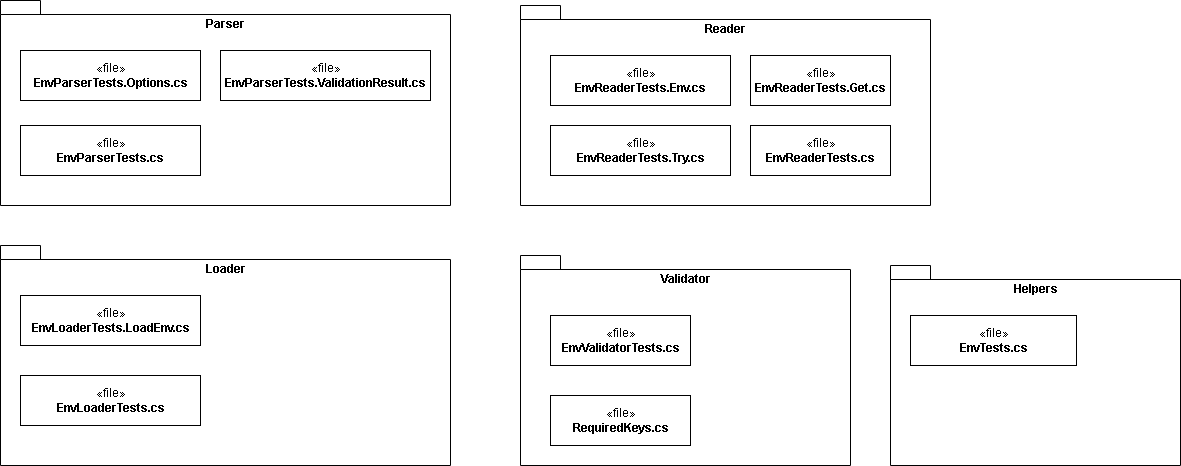 Parser
«file»
EnvParserTests.Options.cs
«file»
EnvParserTests.ValidationResult.cs
«file»
EnvParserTests.cs
Reader
«file»
EnvReaderTests.Env.cs
«file»
EnvReaderTests.Get.cs
«file»
EnvReaderTests.Try.cs
«file»
EnvReaderTests.cs
Loader
«file»
EnvLoaderTests.LoadEnv.cs
«file»
EnvLoaderTests.cs
Validator
«file»
EnvValidatorTests.cs
«file»
RequiredKeys.cs
Helpers
«file»
EnvTests.cs